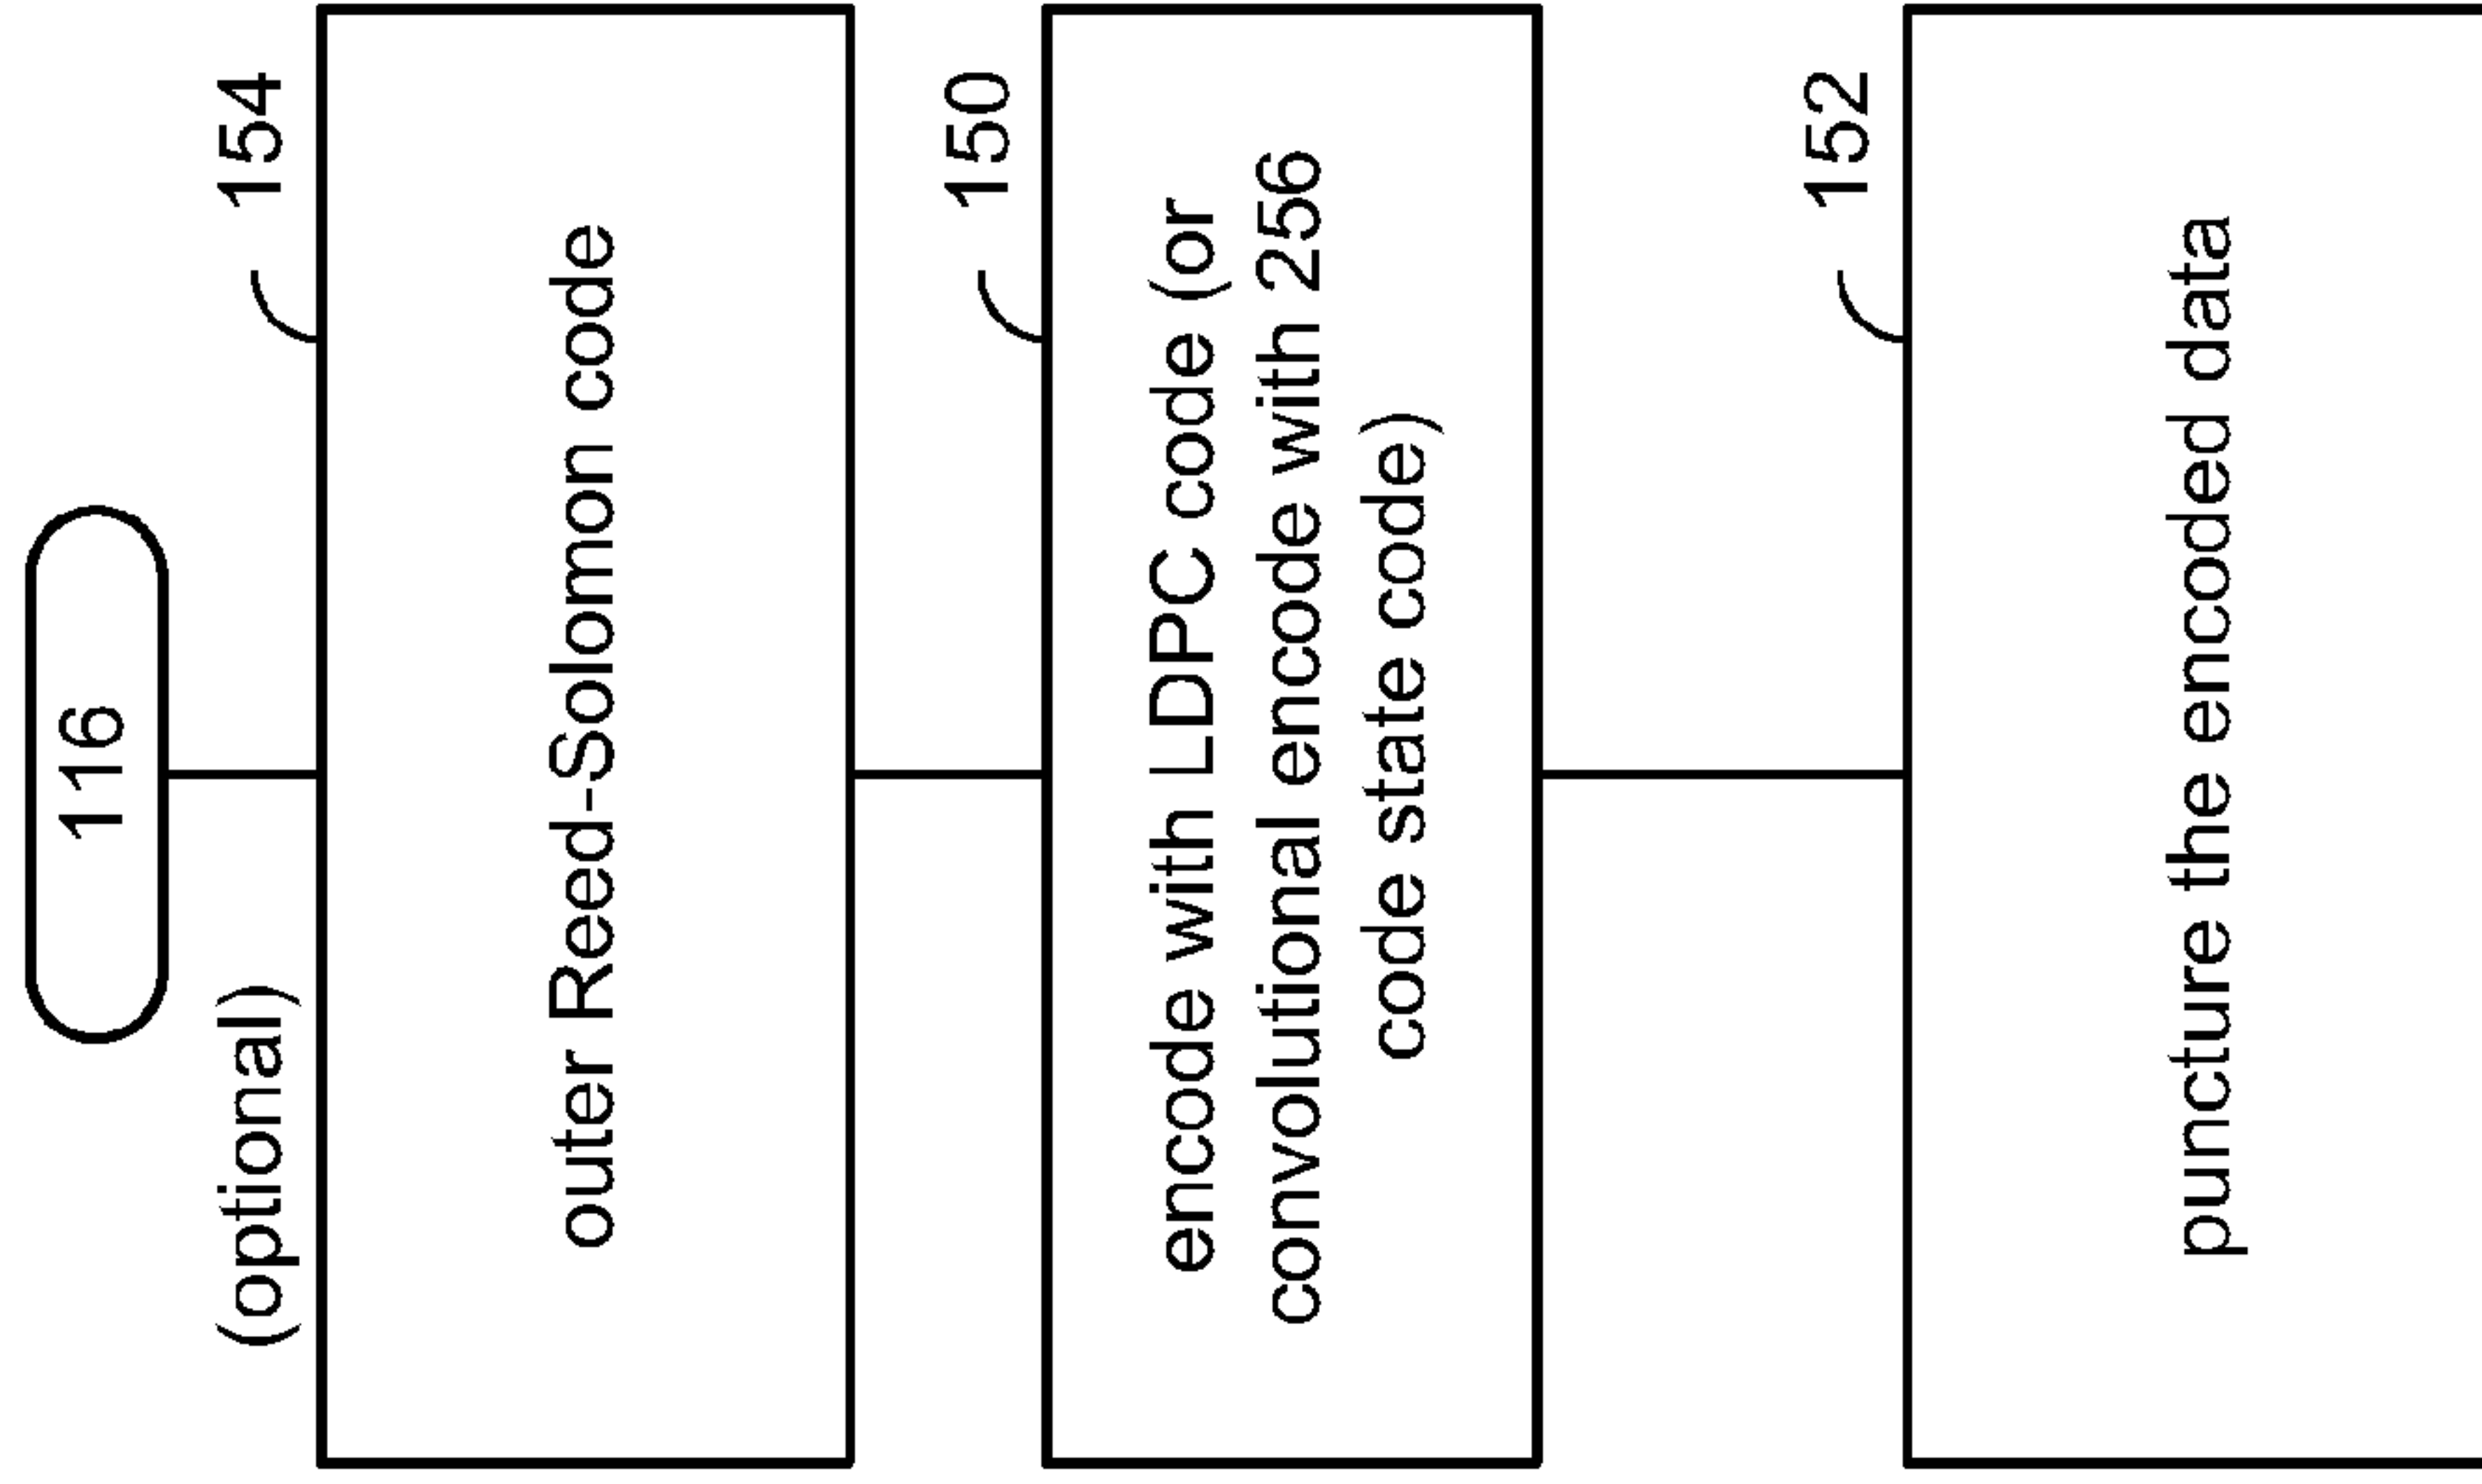 116
(optional)
154
outer Reed-Solomon code
150
encode with LDPC code (or
convolutional encode with 256
code state code)
152
puncture the encoded data